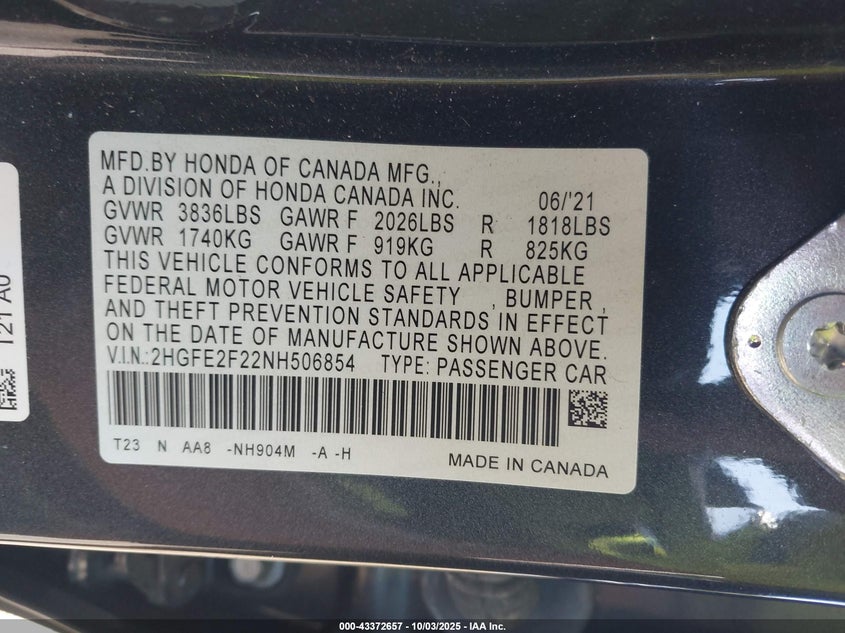 MFD.BY HONDA OF CANADA MFG.,
A DIVISION OF HONDA CANADA INC. 06/'21
GVWR 3836LBS GAWR F 2026LBS R 1818LBS
GVWR 1740KG GAWR F 919KG R 825KG
THIS VEHICLE CONFORMS TO ALL APPLICABLE
FEDERAL MOTOR VEHICLE SAFETY , BUMPER ,
AND THEFT PREVENTION STANDARDS IN EFFECT
ON THE DATE OF MANUFACTURE SHOWN ABOVE.
V.I.N.:2HGFE2F22NH506854 TYPE: PASSENGER CAR
T23 N AA8 -NH904M -A -H
MADE IN CANADA
000-43372657 - 10/03/2025 - IAA Inc.